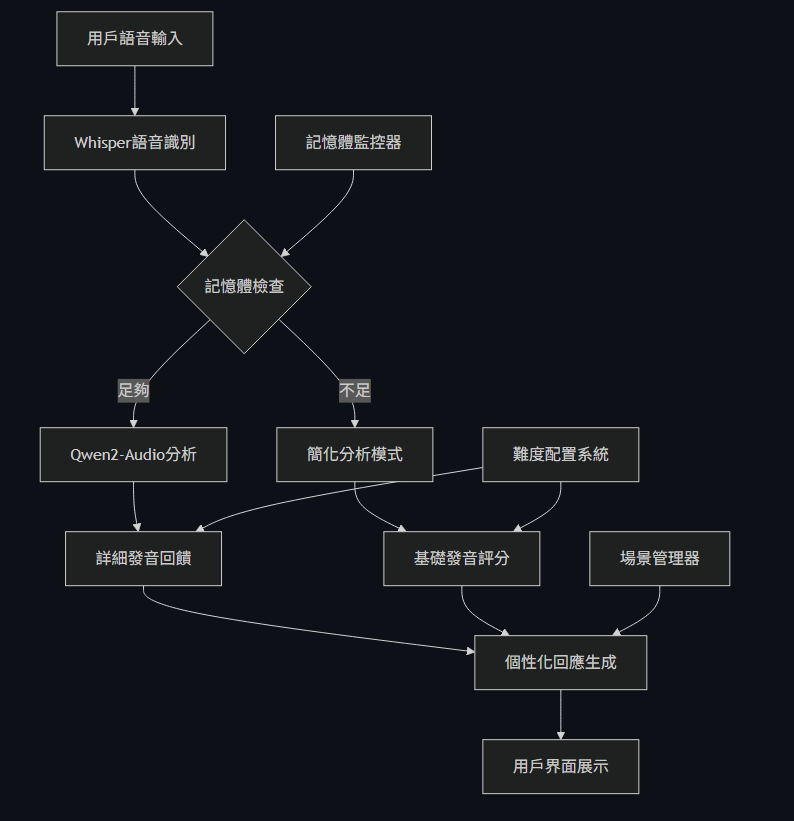 用戶語音輸入
Whisper語音識別
記憶體監控器
記憶體檢查
足夠
不足
Qwen2-Audio分析
簡化分析模式
難度配置系統
詳細發音回饋
基礎發音評分
場景管理器
個性化回應生成
用戶界面展示